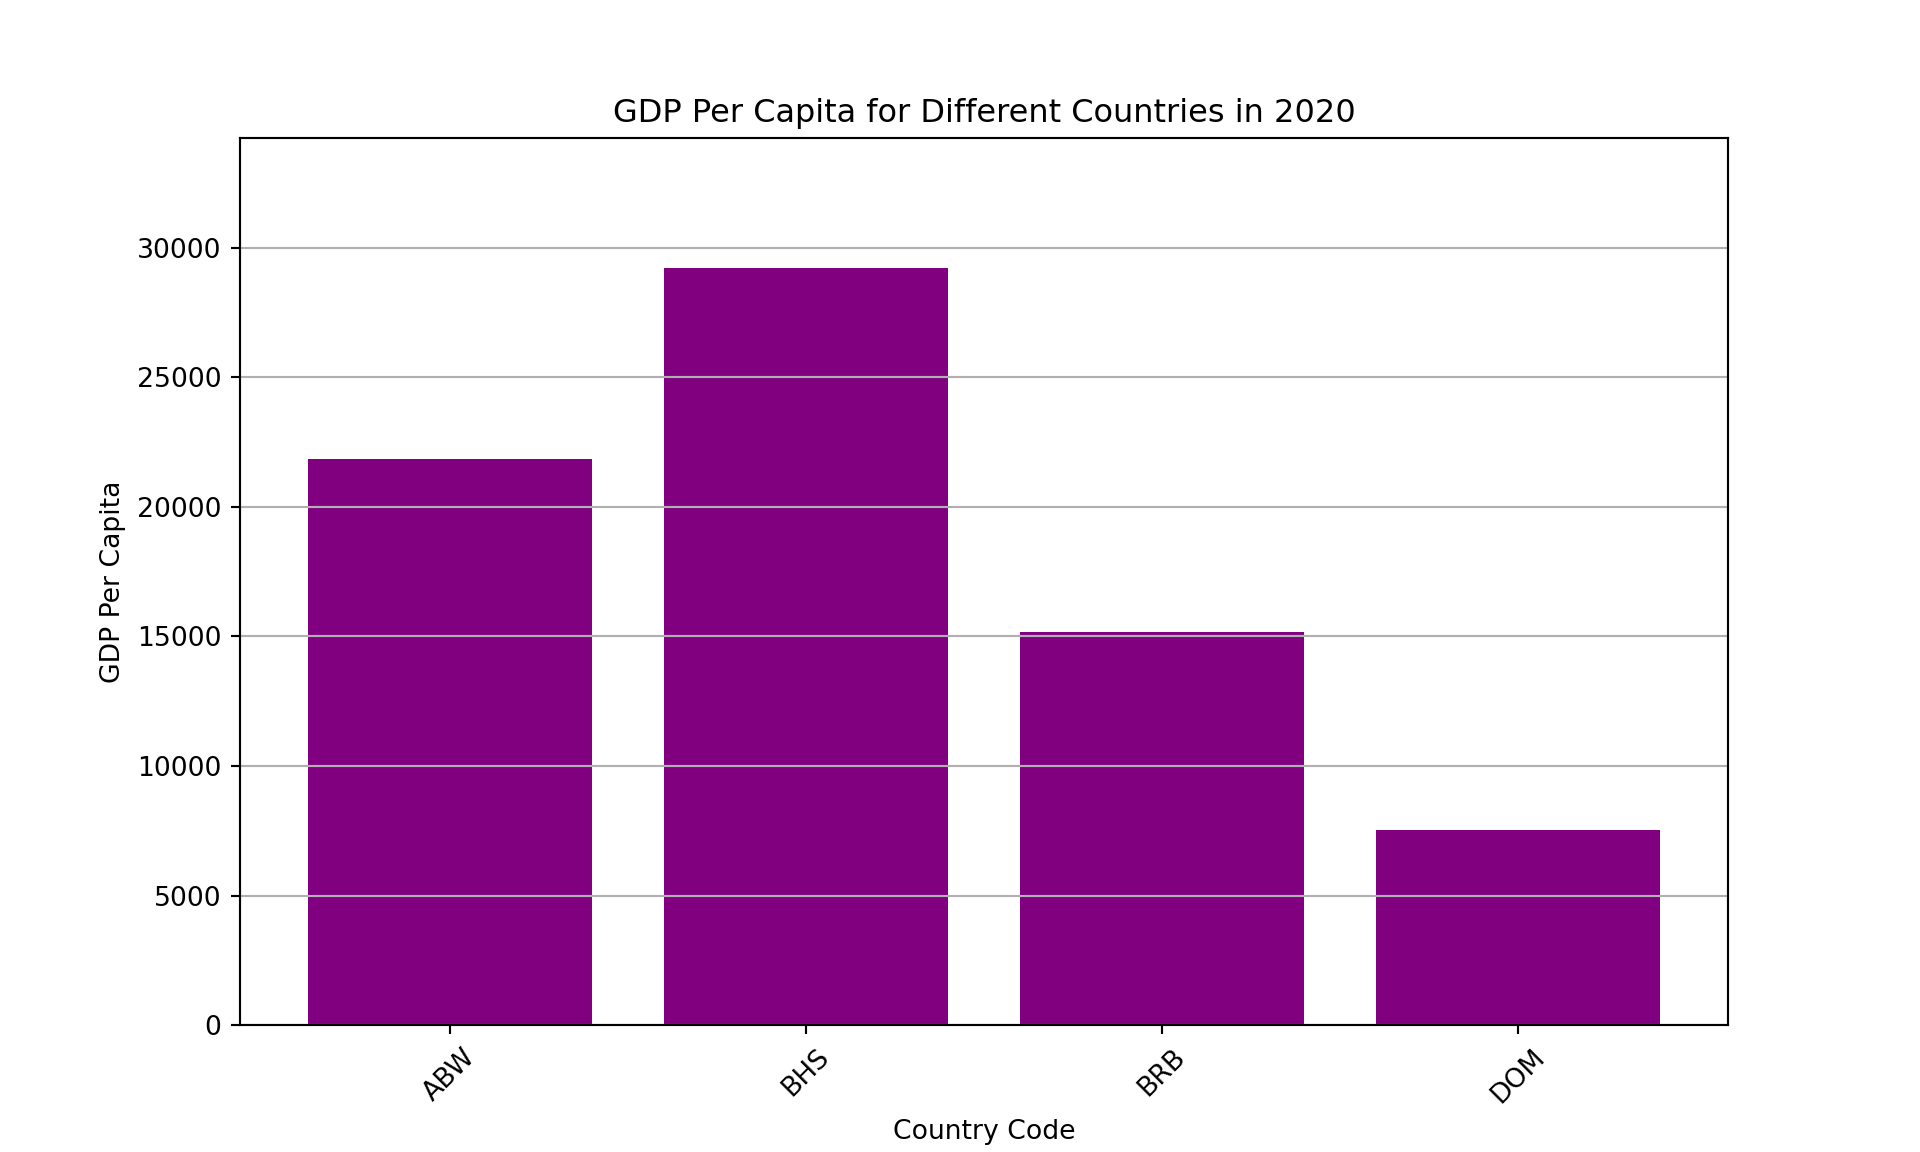 GDP Per Capita for Different Countries in 2020
GDP Per Capita
30000
25000
20000
15000
10000
5000
0
ABW
BHS
BRB
DOM
Country Code